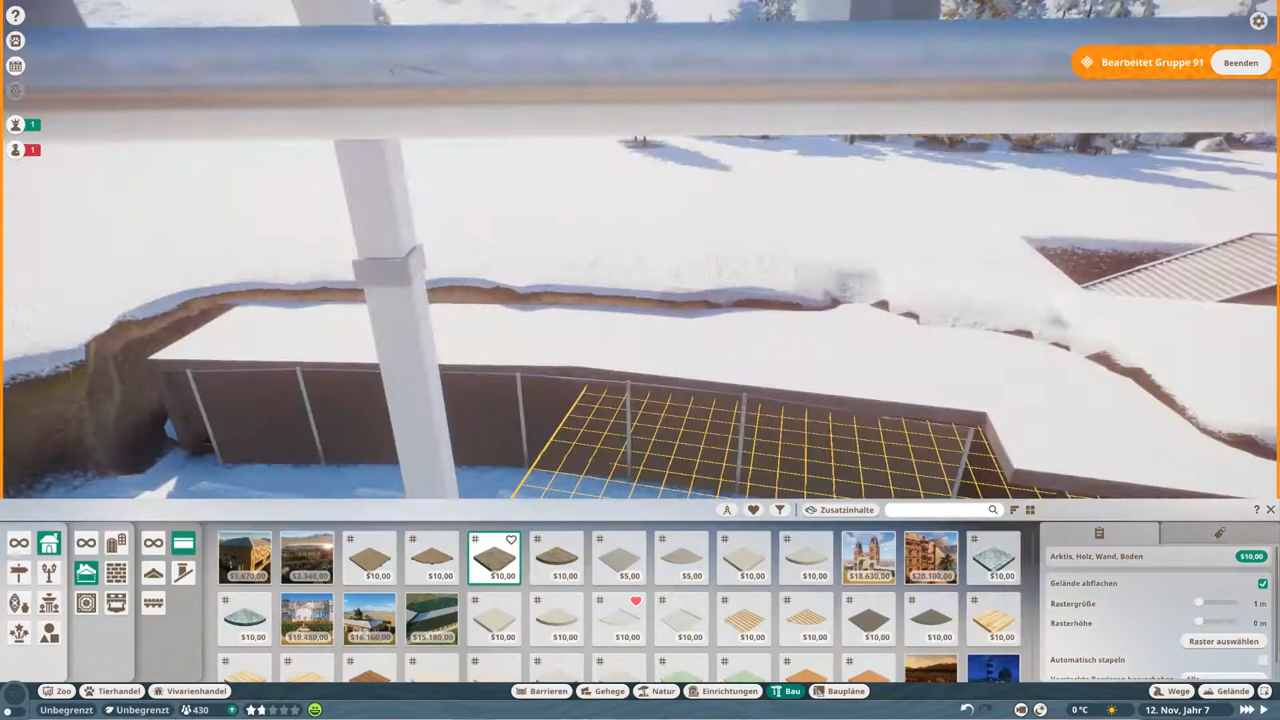 Bearbeitet Gruppe 91
Beenden
1
1
Zusatzinhalte
$1.670,00
$3.340,00
$10,00
$10,00
$10,00
$10,00
$5,00
$5,00
$10,00
$10,00
$18.630,00
$20.100,00
$10,00
$10,00
$19.480,00
$16.160,00
$15.180,00
$10,00
$10,00
$10,00
$10,00
$10,00
$10,00
$10,00
$10,00
$10,00
Arktis, Holz, Wand, Boden
$10,00
Gelände abflachen
Rastergröße
1 m
Rasterhöhe
0 m
Raster auswählen
Automatisch stapeln
Zoo
Tierhandel
Vivarienhandel
Barrieren
Gehege
Natur
Einrichtungen
Bau
Baupläne
Wege
Gelände
Unbegrenzt
Unbegrenzt
430
0 °C
12. Nov, Jahr 7